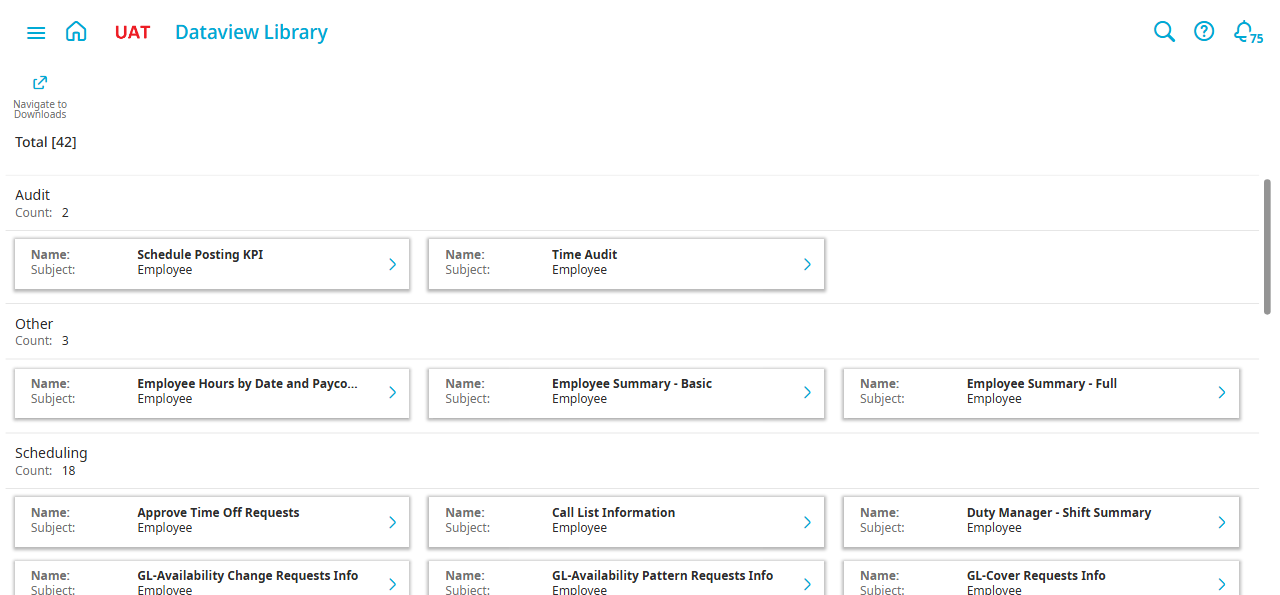 UAT Dataview Library
75
Navigate to
Downloads
Total [42]
Audit
Count: 2
Name: Schedule Posting KPI
Subject: Employee
Name: Time Audit
Subject: Employee
Other
Count: 3
Name: Employee Hours by Date and Payco...
Subject: Employee
Name: Employee Summary - Basic
Subject: Employee
Name: Employee Summary - Full
Subject: Employee
Scheduling
Count: 18
Name: Approve Time Off Requests
Subject: Employee
Name: Call List Information
Subject: Employee
Name: Duty Manager - Shift Summary
Subject: Employee
Name: GL-Availability Change Requests Info
Subject: Employee
Name: GL-Availability Pattern Requests Info
Subject: Employee
Name: GL-Cover Requests Info
Subject: Employee